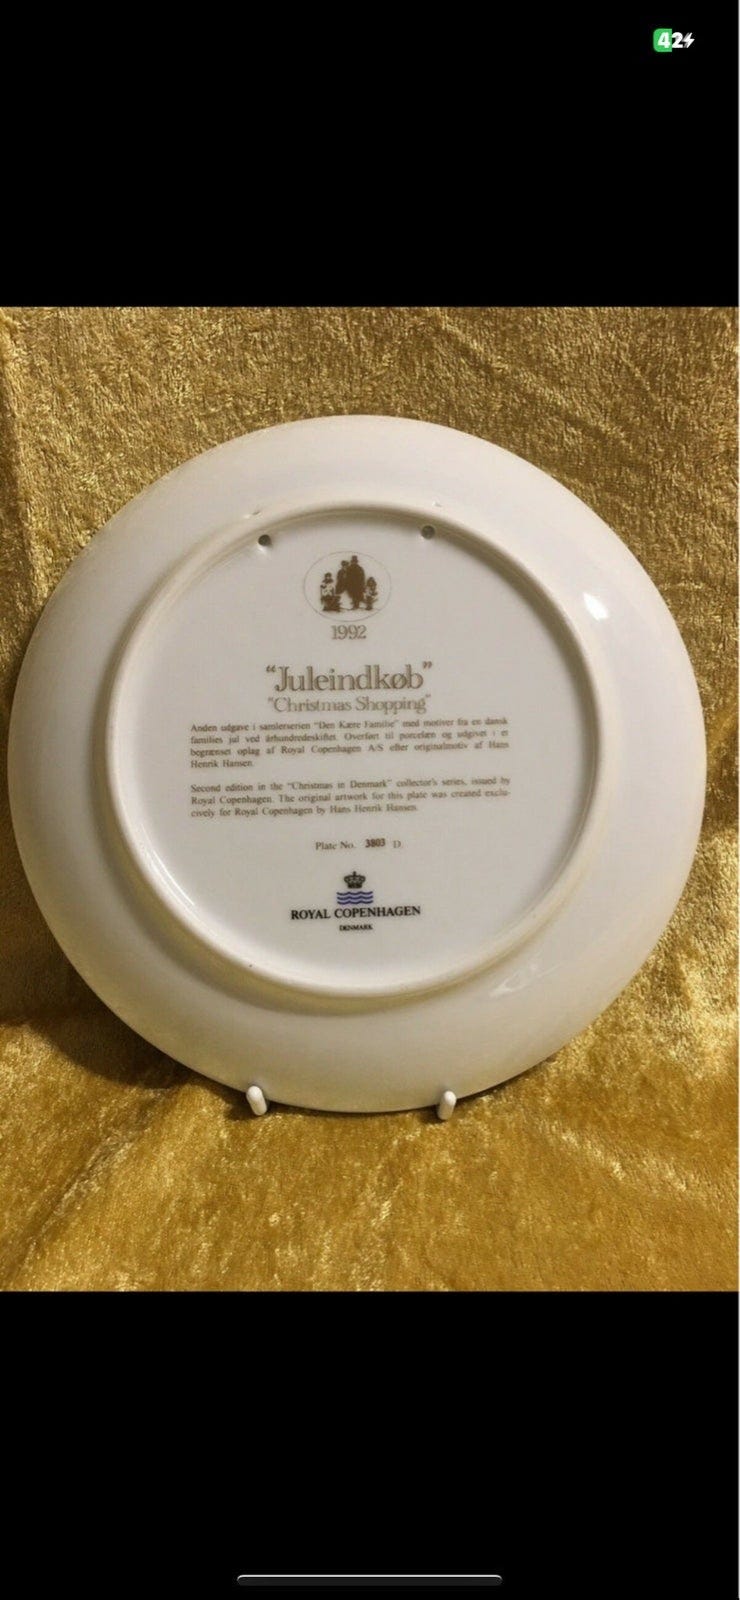 42
1992
"Juleindkøb"
"Christmas Shopping"
Anden udgave i samlerserien "Den Kære Familie" med motiver fra en dansk
families jul ved århundredeskiftet. Overført til porcelæn og udgivet i et
begrænset oplag af Royal Copenhagen A/S efter originalmotiv af Hans
Henrik Hansen.
Second edition in the "Christmas in Denmark" collector's series, issued by
Royal Copenhagen. The original artwork for this plate was created exclu-
cively for Royal Copenhagen by Hans Henrik Hansen.
Plate No. 3803 D.
ROYAL COPENHAGEN
DENMARK